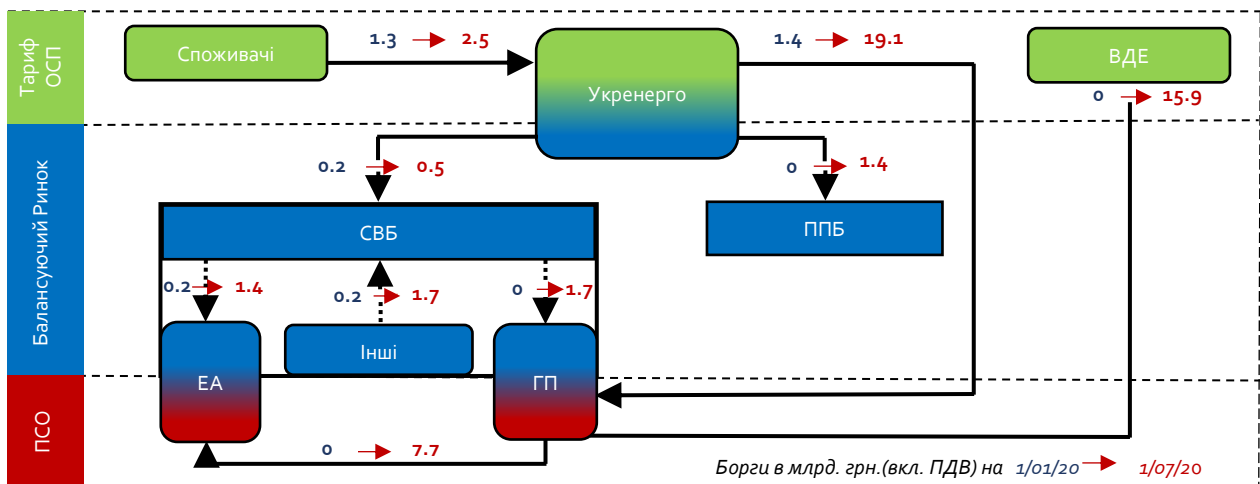 Тариф ОСП
Споживачі
1.3 2.5
Укренерго
1.4 19.1
ВДЕ
0 15.9
Балансуючий Ринок
0.2 0.5
0 1.4
СВБ
ППБ
0.2 1.4
0.2 1.7
0 1.7
ЕА
Інші
ГП
ПСО
0 7.7
Борги в млрд. грн.(вкл. ПДВ) на 1/01/20 1/07/20